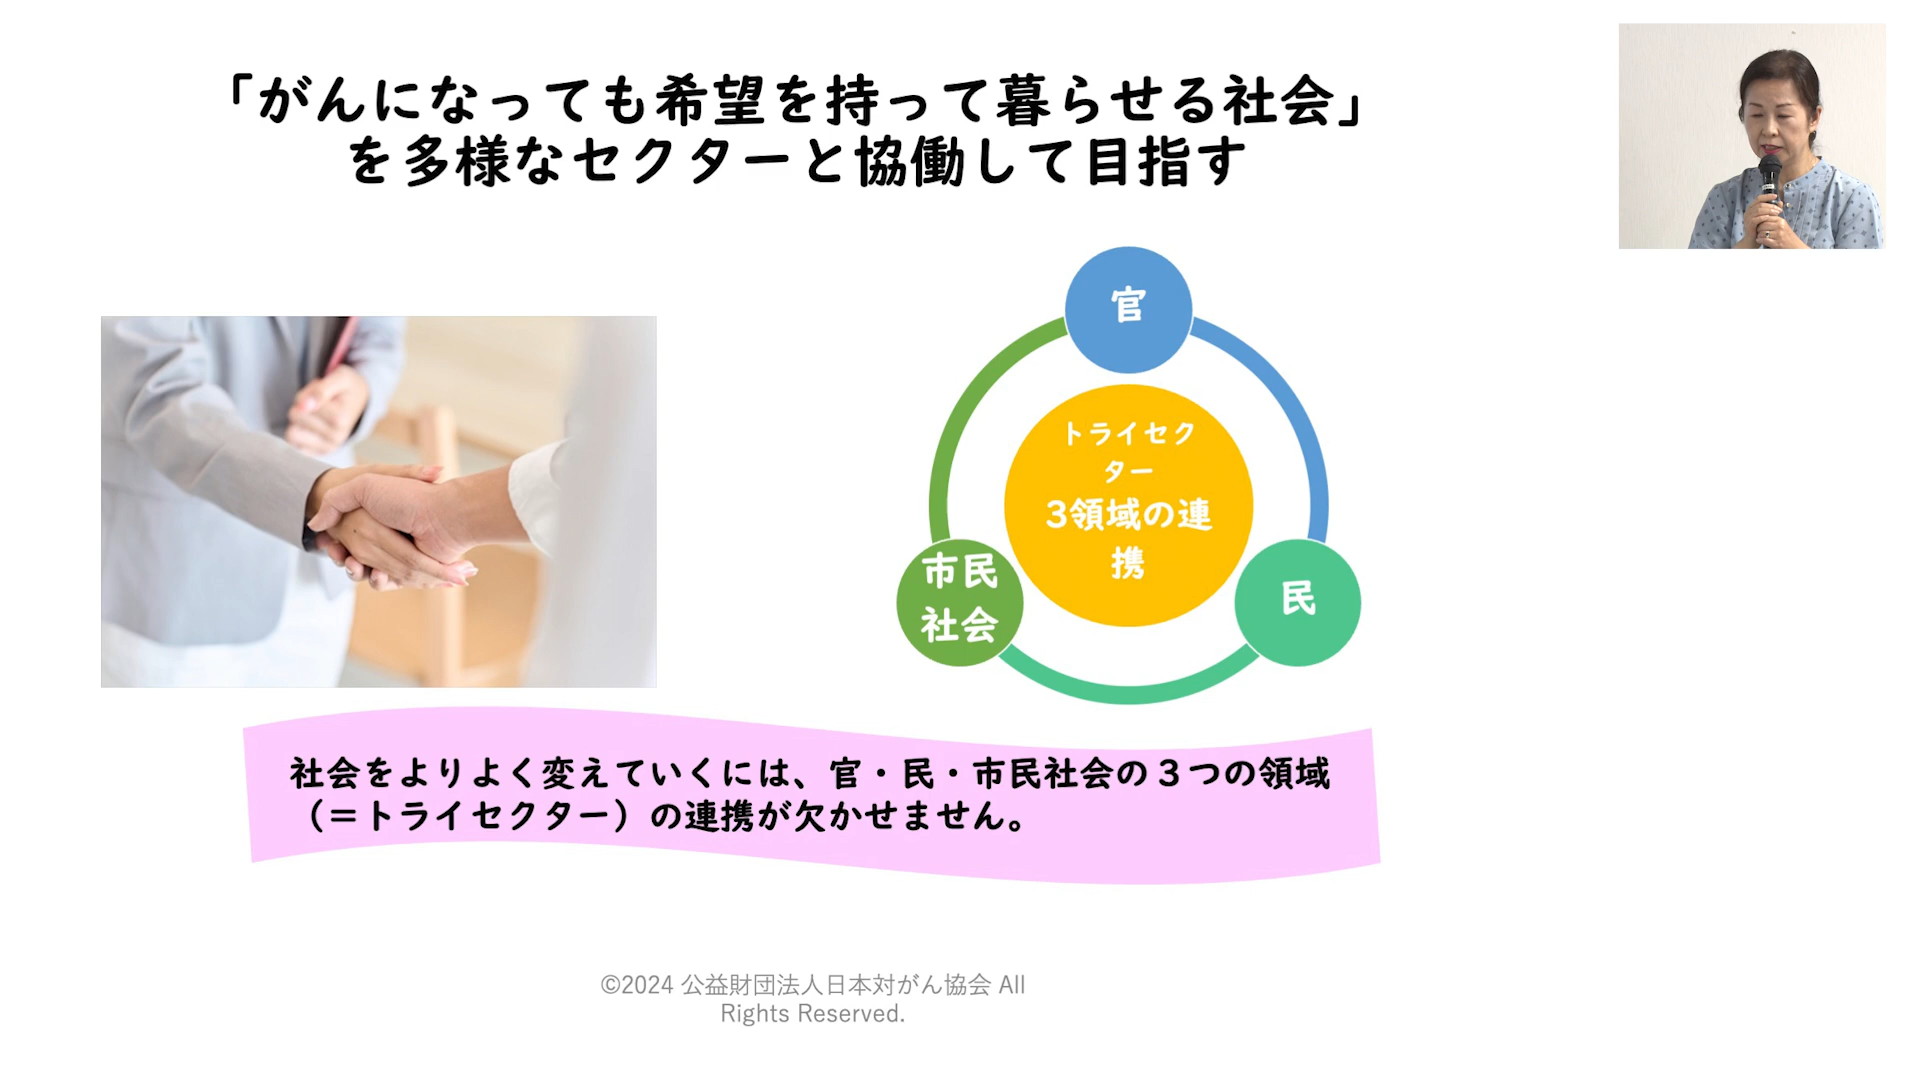 「がんになっても希望を持って暮らせる社会」
を多様なセクターと協働して目指す
官
トライセク
ター
3領域の連
携
市民
社会
民
社会をよりよく変えていくには、官・民・市民社会の３つの領域
（＝トライセクター）の連携が欠かせません。
©2024 公益財団法人日本対がん協会 All
Rights Reserved.